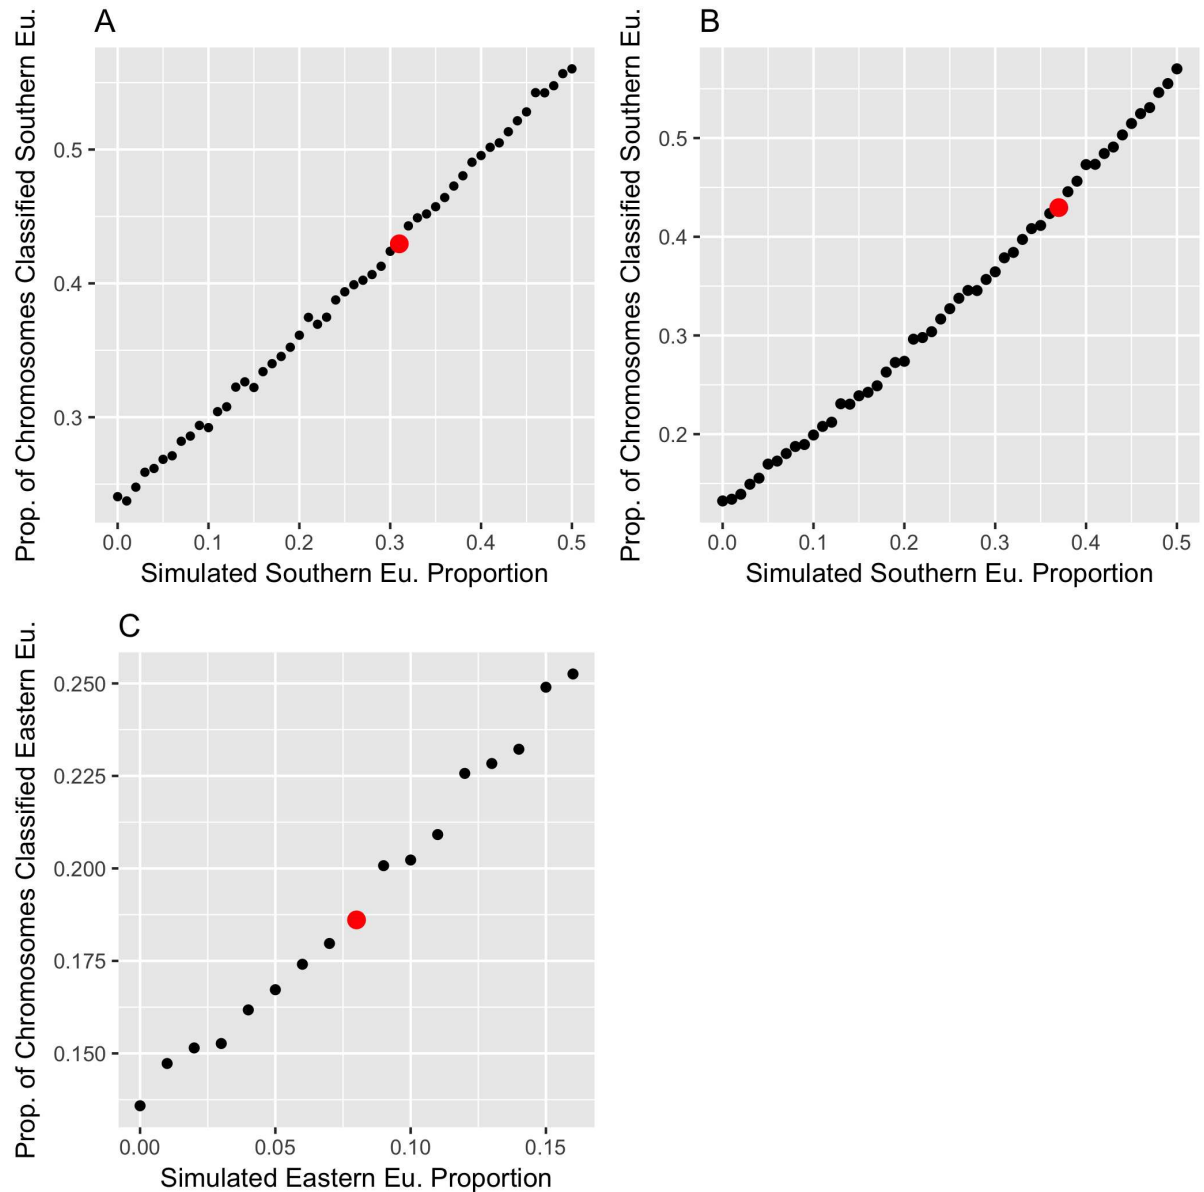 A
Prop. of Chromosomes Classified Southern Eu.
0.5
0.4
0.3
0.0 0.1 0.2 0.3 0.4 0.5
Simulated Southern Eu. Proportion
B
Prop. of Chromosomes Classified Southern Eu.
0.5
0.4
0.3
0.2
0.0 0.1 0.2 0.3 0.4 0.5
Simulated Southern Eu. Proportion
C
Prop. of Chromosomes Classified Eastern Eu.
0.250
0.225
0.200
0.175
0.150
0.00 0.05 0.10 0.15
Simulated Eastern Eu. Proportion